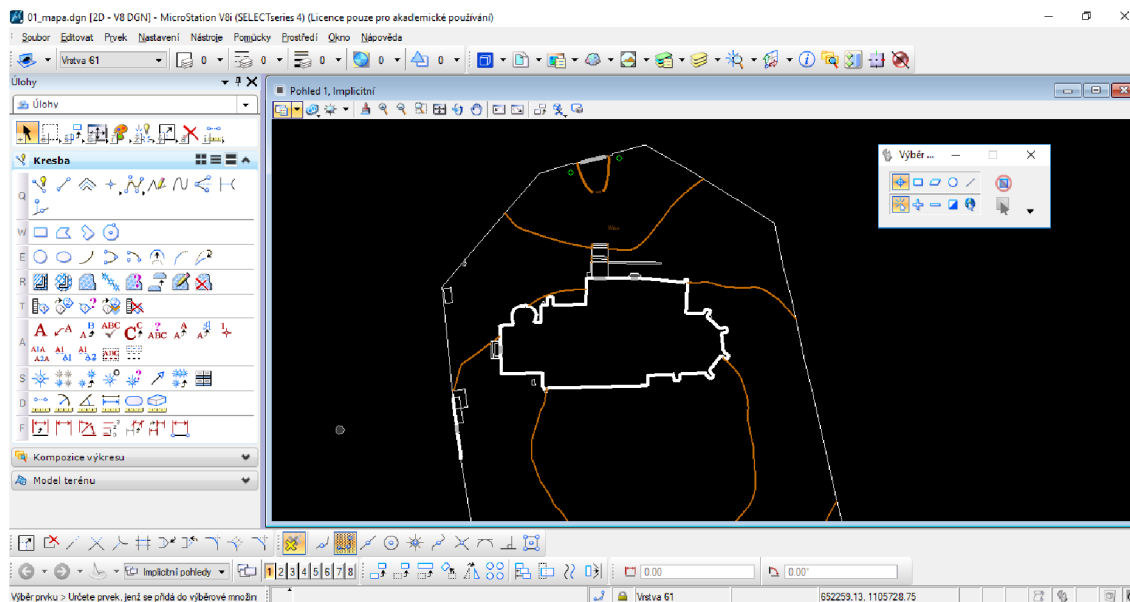 01_mapa.dgn [2D - V8 DGN] - MicroStation V8i (SELECTseries 4) (Licence pouze pro akademické používání)
Soubor Editovat Prvek Nastavení Nástroje Pomůcky Prostředí Okno Nápověda
Vrstva 61 0 0 0 0 0
Úlohy
Úlohy
Pohled 1, Implicitní
Kresba
Výběr ...
Q
W
E
R
T
A
S
D
F
Kompozice výkresu
Model terénu
Implicitní pohledy 1 2 3 4 5 6 7 8 0.00 0.00°
Výběr prvku > Určete prvek, jenž se přidá do výběrové množin
Vrstva 61
652259.13, 1105728.75